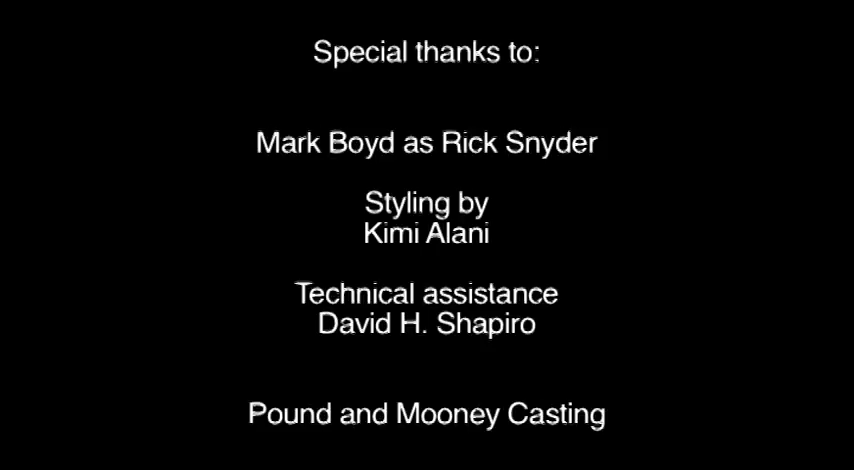 Special thanks to:
Mark Boyd as Rick Snyder
Styling by
Kimi Alani
Technical assistance
David H. Shapiro
Pound and Mooney Casting